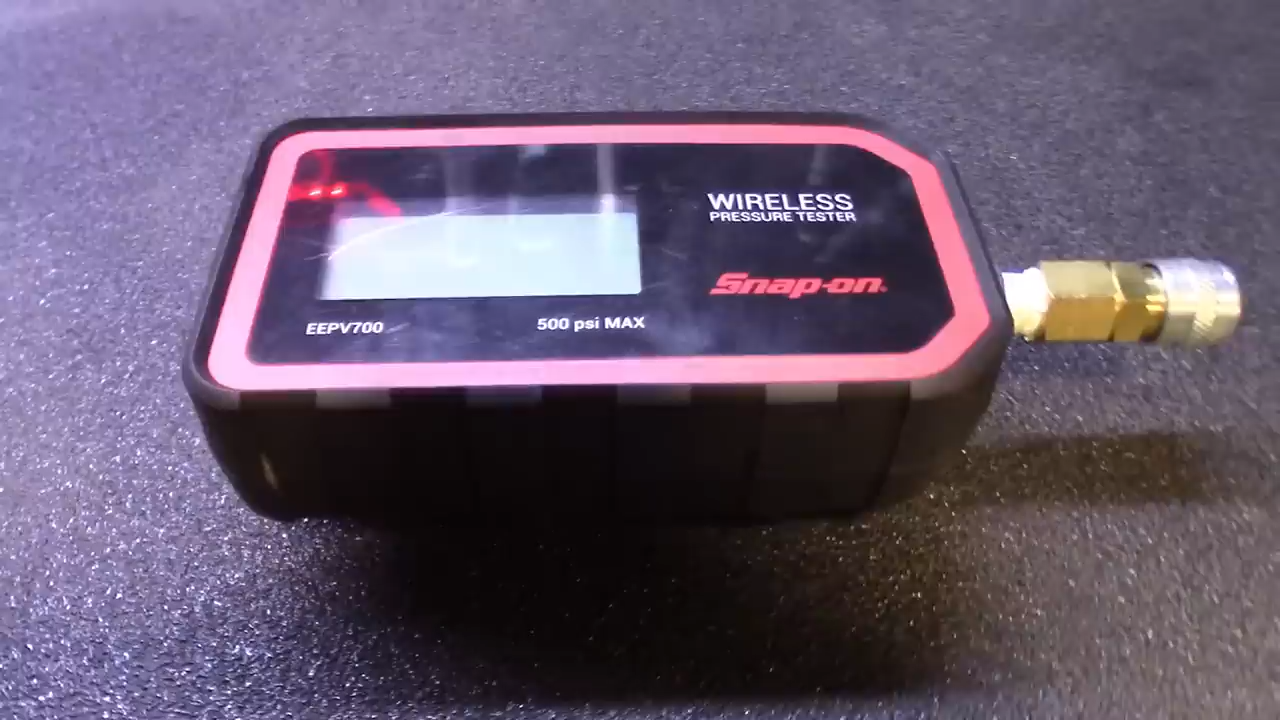 WIRELESS
PRESSURE TESTER
Snap-on
EEPV700
500 psi MAX